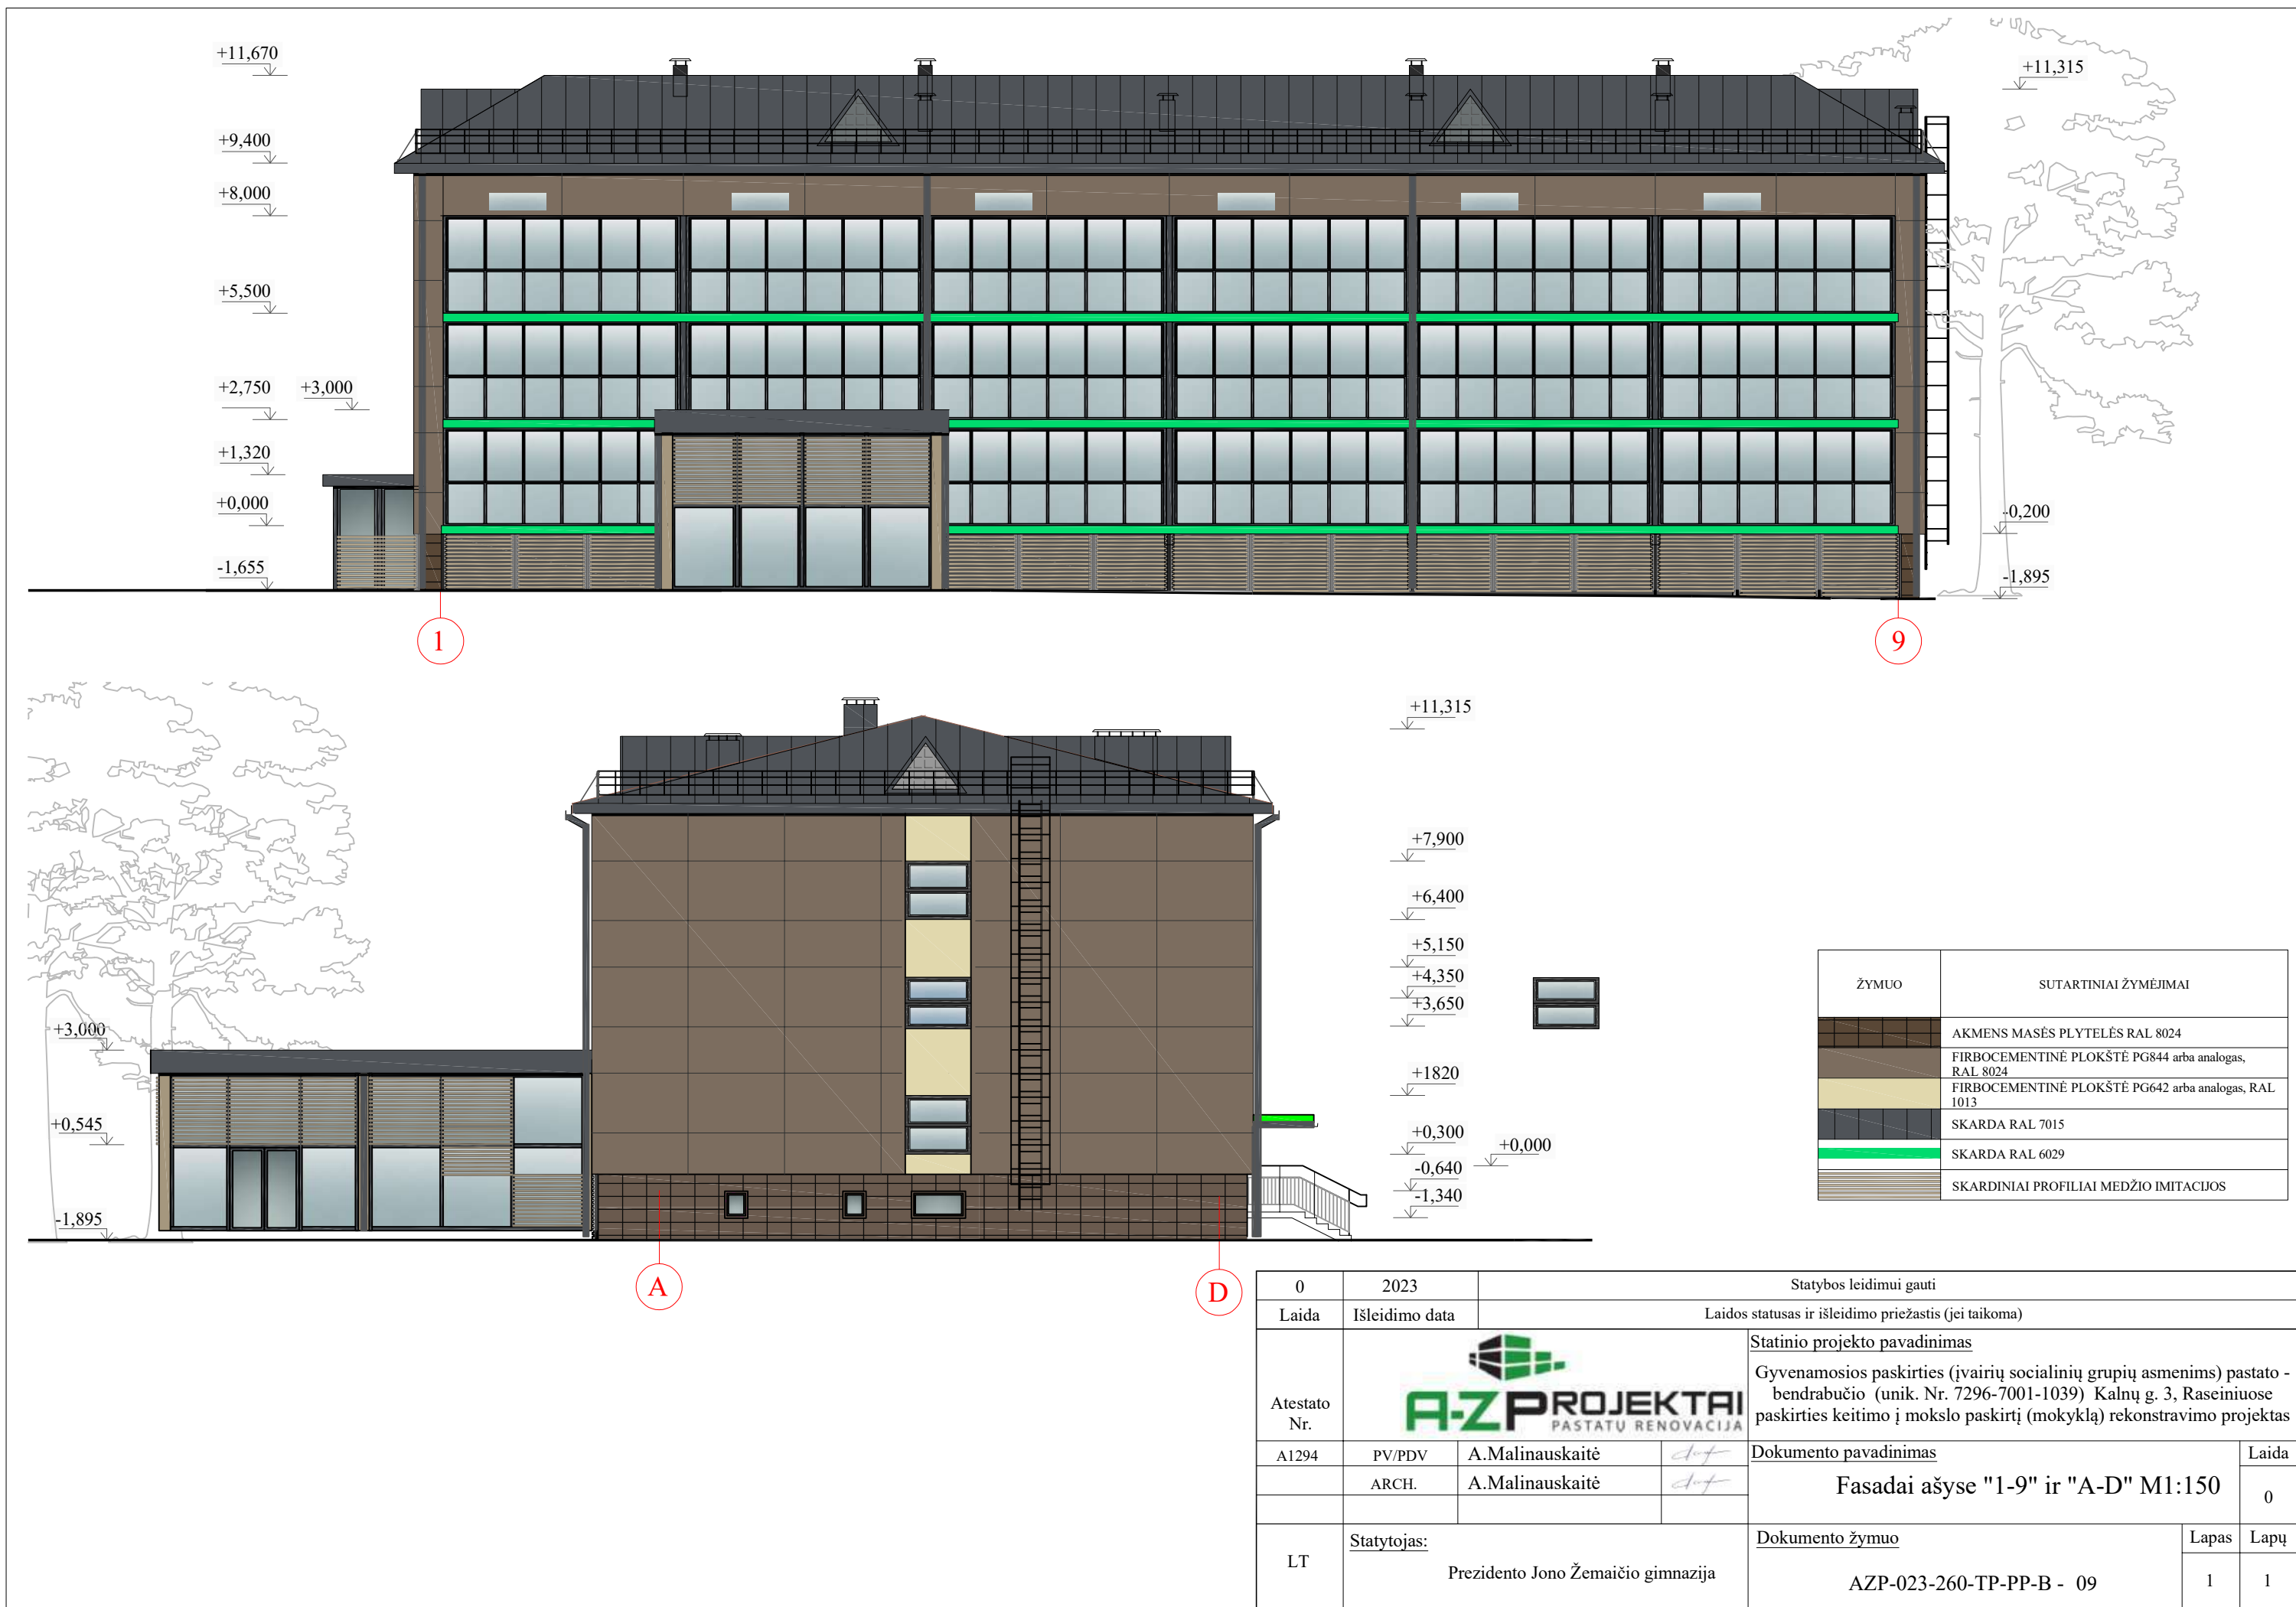 +11,670
+11,315
+9,400
+8,000
+5,500
+2,750 +3,000
+1,320
+0,000
-0,200
-1,655
-1,895
1
9
+11,315
+7,900
+6,400
+5,150
+4,350
+3,650
+3,000
+1820
+0,545
+0,300
+0,000
-0,640
-1,340
-1,895
A
D
ŽYMUO
SUTARTINIAI ŽYMĖJIMAI
AKMENS MASĖS PLYTELĖS RAL 8024
FIRBOCEMENTINĖ PLOKŠTĖ PG844 arba analogas,
RAL 8024
FIRBOCEMENTINĖ PLOKŠTĖ PG642 arba analogas, RAL
1013
SKARDA RAL 7015
SKARDA RAL 6029
SKARDINIAI PROFILIAI MEDŽIO IMITACIJOS
0 2023 Statybos leidimui gauti
Laida Išleidimo data Laidos statusas ir išleidimo priežastis (jei taikoma)
Atestato
Nr.
A-Z PROJEKTAI
PASTATŲ RENOVACIJA
Statinio projekto pavadinimas
Gyvenamosios paskirties (įvairių socialinių grupių asmenims) pastato -
bendrabučio (unik. Nr. 7296-7001-1039) Kalnų g. 3, Raseiniuose
paskirties keitimo į mokslo paskirtį (mokyklą) rekonstravimo projektas
A1294 PV/PDV A.Malinauskaitė
ARCH. A.Malinauskaitė
Dokumento pavadinimas
Laida
Fasadai ašyse "1-9" ir "A-D" M1:150
0
LT
Statytojas:
Prezidento Jono Žemaičio gimnazija
Dokumento žymuo
Lapas Lapų
AZP-023-260-TP-PP-B - 09
1 1